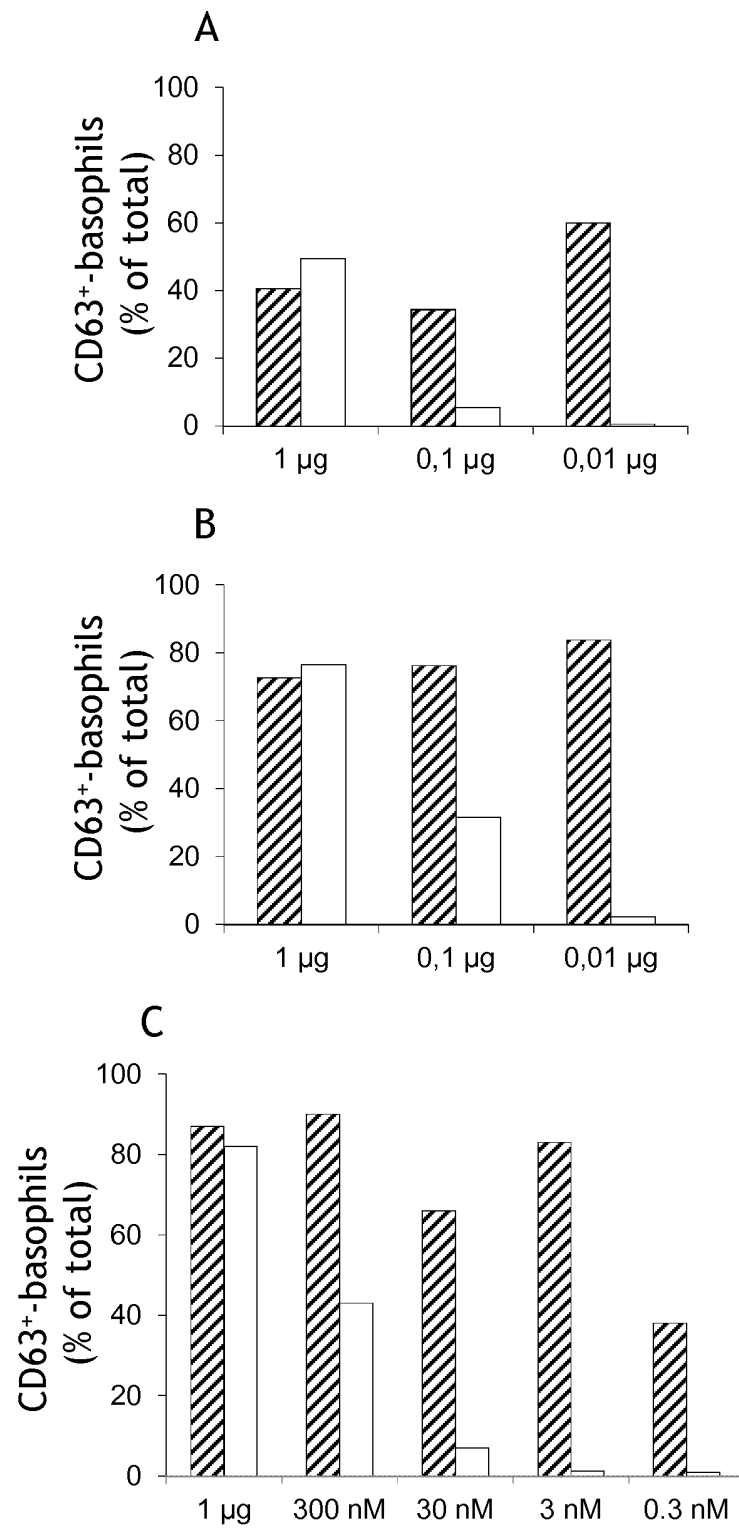 A
CD63⁺-basophils
(% of total)
100
80
60
40
20
0
1 µg 0,1 µg 0,01 µg
B
CD63⁺-basophils
(% of total)
100
80
60
40
20
0
1 µg 0,1 µg 0,01 µg
C
CD63⁺-basophils
(% of total)
100
80
60
40
20
0
1 µg 300 nM 30 nM 3 nM 0.3 nM